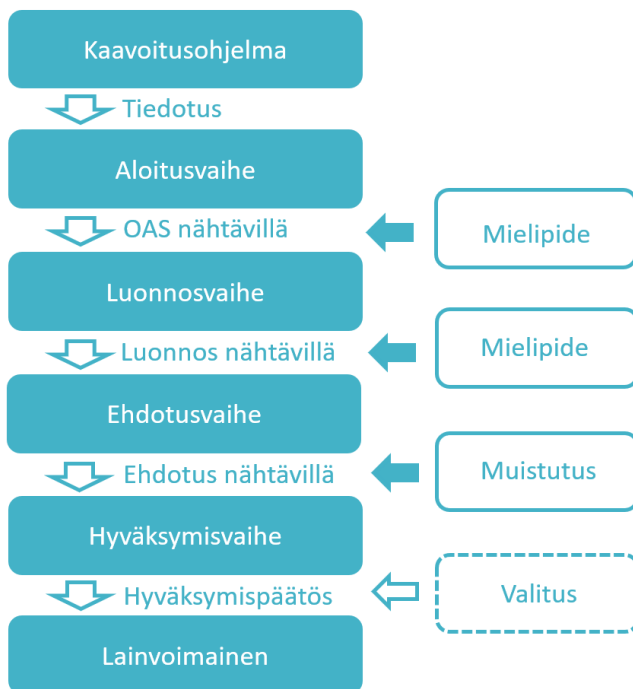 Kaavoitusohjelma
Tiedotus
Aloitusvaihe
OAS nähtävillä
Mielipide
Luonnosvaihe
Luonnos nähtävillä
Mielipide
Ehdotusvaihe
Ehdotus nähtävillä
Muistutus
Hyväksymisvaihe
Hyväksymispäätös
Valitus
Lainvoimainen